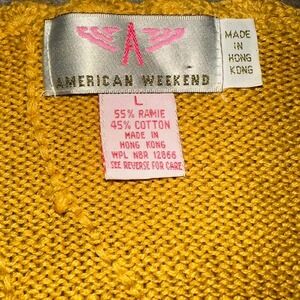 A
AMERICAN WEEKEND
MADE
IN
HONG
KONG
L
55% RAMIE
45% COTTON
MADE IN
HONG KONG
WPL NBR 12866
SEE REVERSE FOR CARE